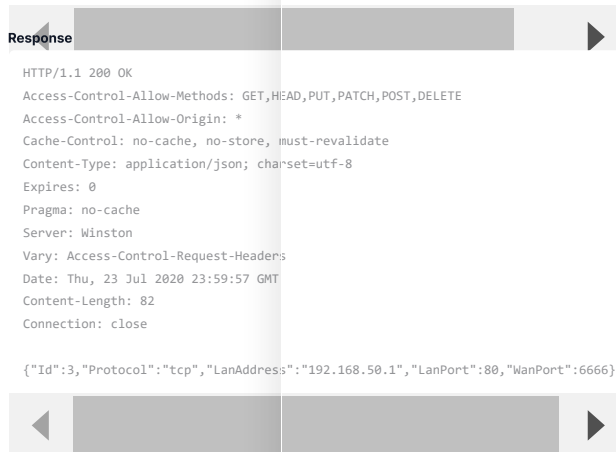 Response
HTTP/1.1 200 OK
Access-Control-Allow-Methods: GET,HEAD,PUT,PATCH,POST,DELETE
Access-Control-Allow-Origin: *
Cache-Control: no-cache, no-store, must-revalidate
Content-Type: application/json; charset=utf-8
Expires: 0
Pragma: no-cache
Server: Winston
Vary: Access-Control-Request-Headers
Date: Thu, 23 Jul 2020 23:59:57 GMT
Content-Length: 82
Connection: close
{"Id":3,"Protocol":"tcp","LanAddress":"192.168.50.1","LanPort":80,"WanPort":6666}